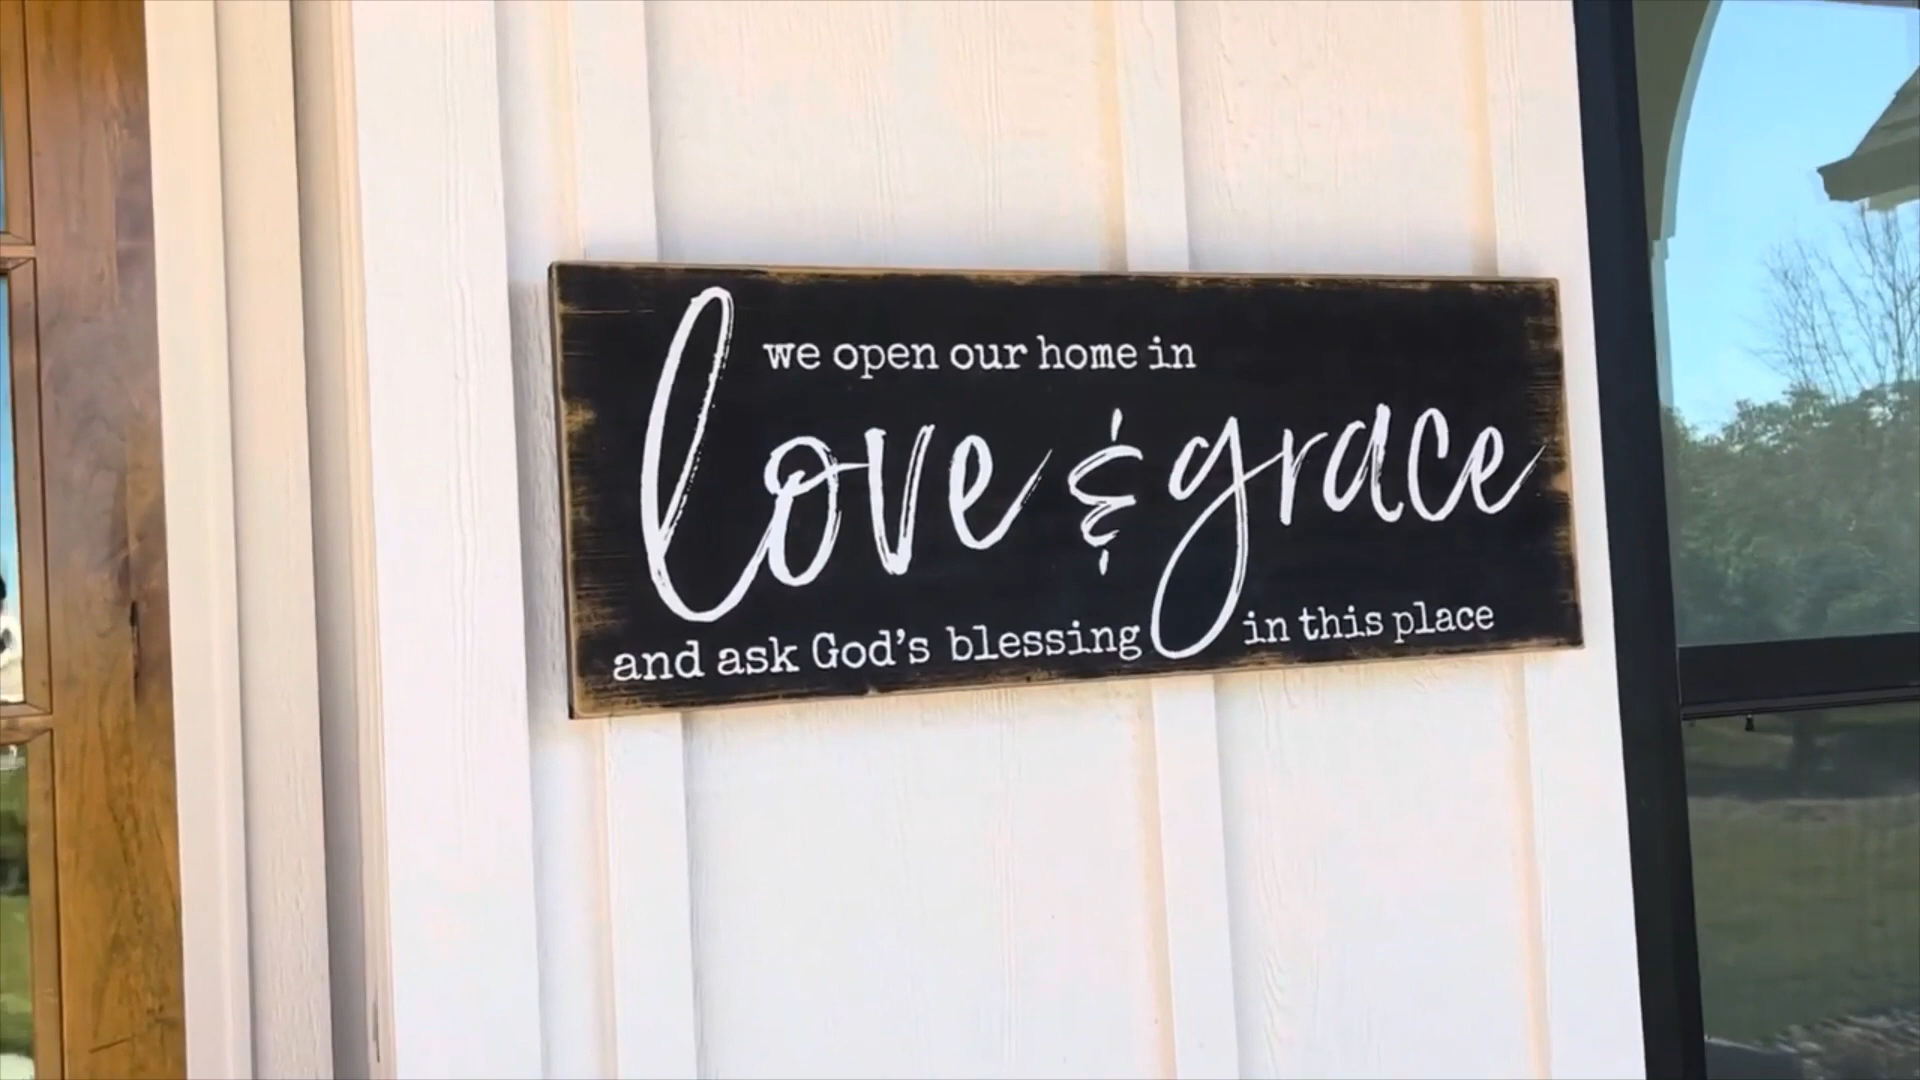 we open our home in
love & grace
and ask God's blessing in this place